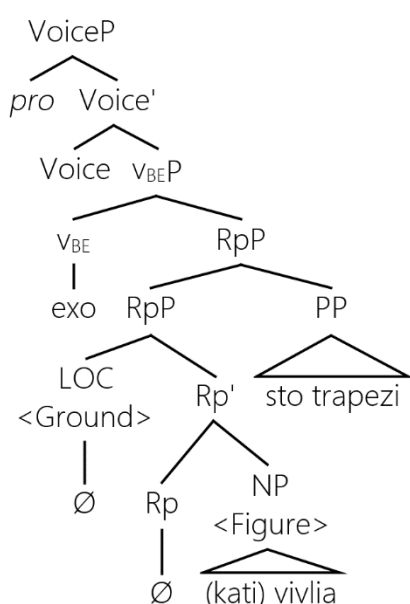 VoiceP
pro Voice'
Voice vBEP
vBE RpP
exo RpP PP
LOC Rp' sto trapezi
<Ground>
Ø Rp NP
<Figure>
Ø (kati) vivlia